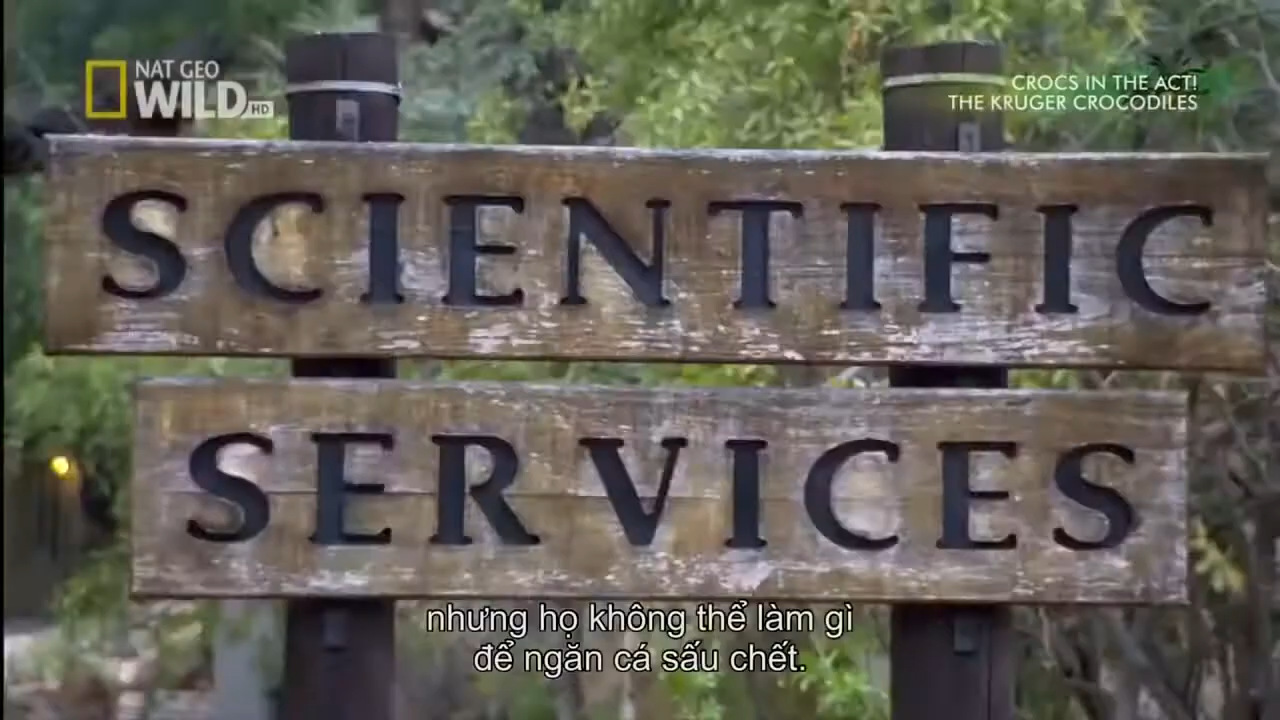 NAT GEO
WILD HD
CROCS IN THE ACT!
THE KRUGER CROCODILES
SCIENTIFIC
SERVICES
nhưng họ không thể làm gì
để ngăn cá sấu chết.